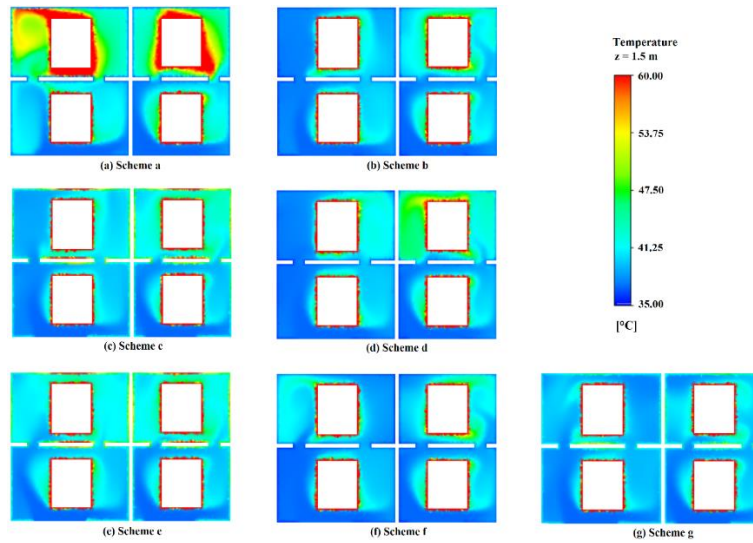 Temperature
z = 1.5 m
60.00
53,75
47.50
41,25
35.00
[°C]
(a) Scheme a
(b) Scheme b
(c) Scheme c
(d) Scheme d
(e) Scheme e
(f) Scheme f
(g) Scheme g